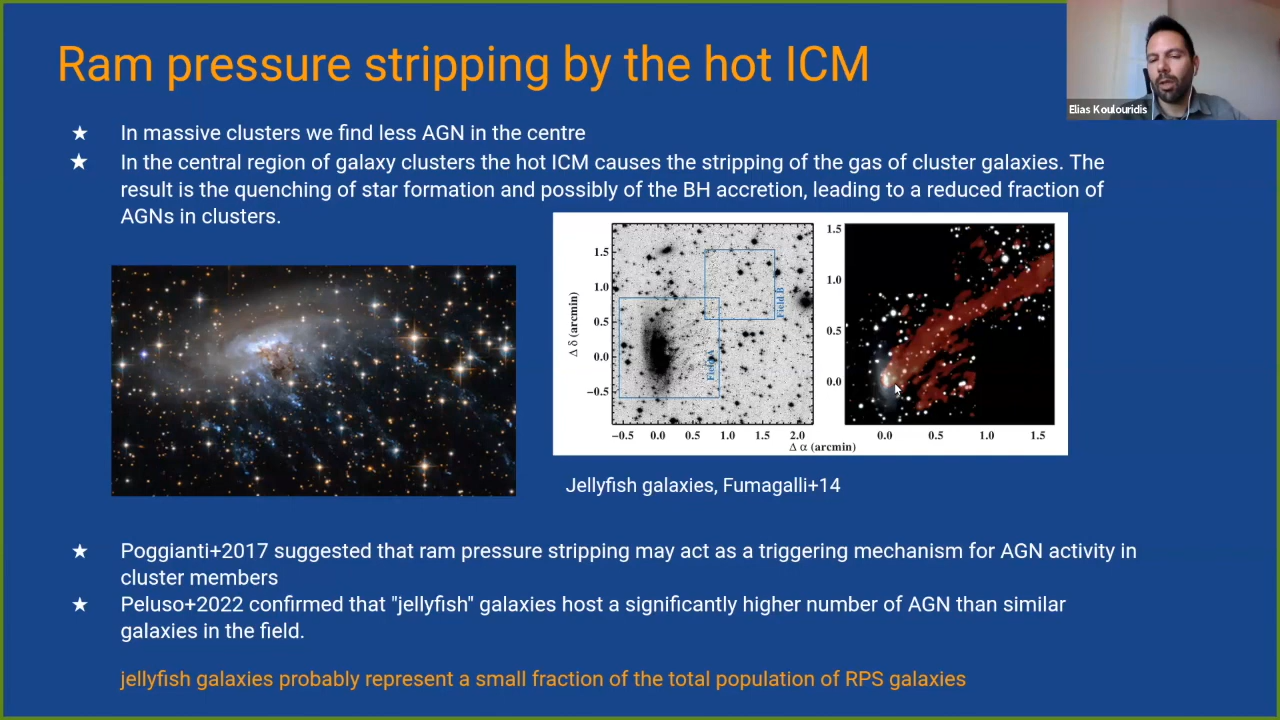 Ram pressure stripping by the hot ICM
Elias Koulouridis
★ In massive clusters we find less AGN in the centre
★ In the central region of galaxy clusters the hot ICM causes the stripping of the gas of cluster galaxies. The
result is the quenching of star formation and possibly of the BH accretion, leading to a reduced fraction of
AGNs in clusters.
1.5
1.0
0.5
0.0
−0.5
Δ δ (arcmin)
Field B
Field A
−0.5 0.0 0.5 1.0 1.5 2.0
1.5
1.0
0.5
0.0
0.0 0.5 1.0 1.5
Δ α (arcmin)
Jellyfish galaxies, Fumagalli+14
★ Poggianti+2017 suggested that ram pressure stripping may act as a triggering mechanism for AGN activity in
cluster members
★ Peluso+2022 confirmed that "jellyfish" galaxies host a significantly higher number of AGN than similar
galaxies in the field.
jellyfish galaxies probably represent a small fraction of the total population of RPS galaxies